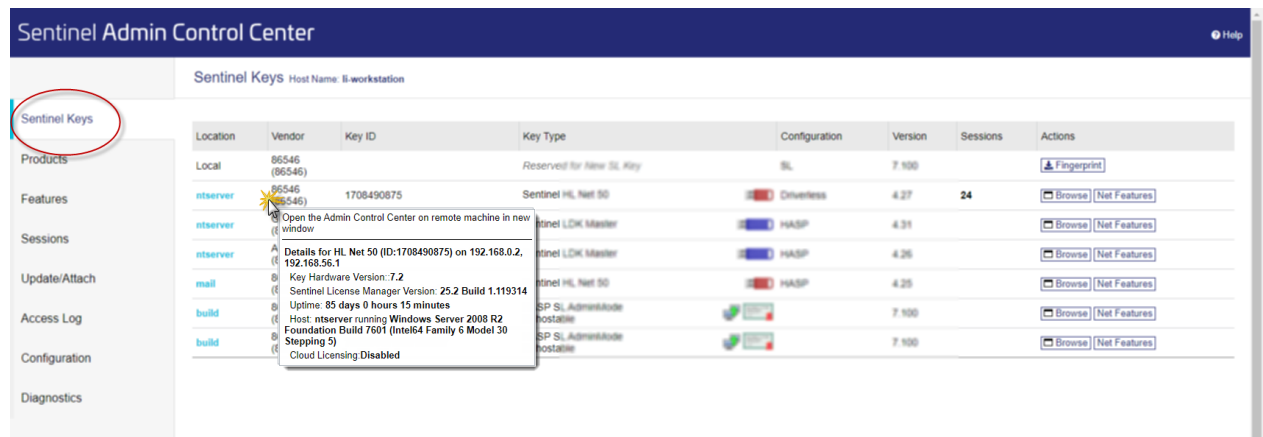 Sentinel Admin Control Center
Help
Sentinel Keys Host Name: li-workstation
Sentinel Keys
Products
Features
Sessions
Update/Attach
Access Log
Configuration
Diagnostics
Location Vendor Key ID Key Type Configuration Version Sessions Actions
Local 86546 (86546) Reserved for New SL Key SL 7.100 Fingerprint
ntserver 86546 (86546) 1708490875 Sentinel HL Net 50 Driverless 4.27 24 Browse Net Features
ntserver LDK Master HASP 4.31 Browse Net Features
ntserver LDK Master HASP 4.26 Browse Net Features
mail HL Net 50 HASP 4.25 Browse Net Features
build SL AdminMode 7.100 Browse Net Features
build SL AdminMode 7.100 Browse Net Features
Open the Admin Control Center on remote machine in new
window
Details for HL Net 50 (ID:1708490875) on 192.168.0.2,
192.168.56.1
Key Hardware Version::7.2
Sentinel License Manager Version: 25.2 Build 1.119314
Uptime: 85 days 0 hours 15 minutes
Host: ntserver running Windows Server 2008 R2
Foundation Build 7601 (Intel64 Family 6 Model 30
Stepping 5)
Cloud Licensing:Disabled